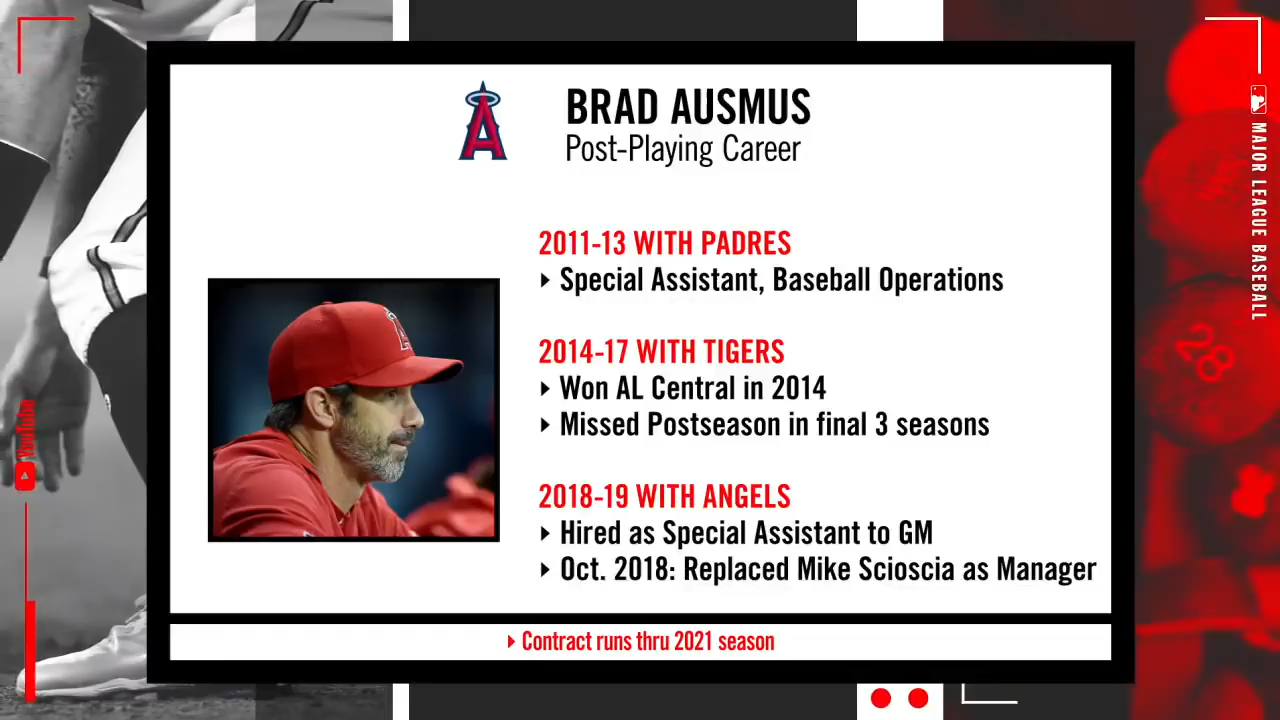 BRAD AUSMUS
Post-Playing Career
2011-13 WITH PADRES
Special Assistant, Baseball Operations
2014-17 WITH TIGERS
Won AL Central in 2014
Missed Postseason in final 3 seasons
2018-19 WITH ANGELS
Hired as Special Assistant to GM
Oct. 2018: Replaced Mike Scioscia as Manager
Contract runs thru 2021 season
MAJOR LEAGUE BASEBALL
YouTube
28
A
A